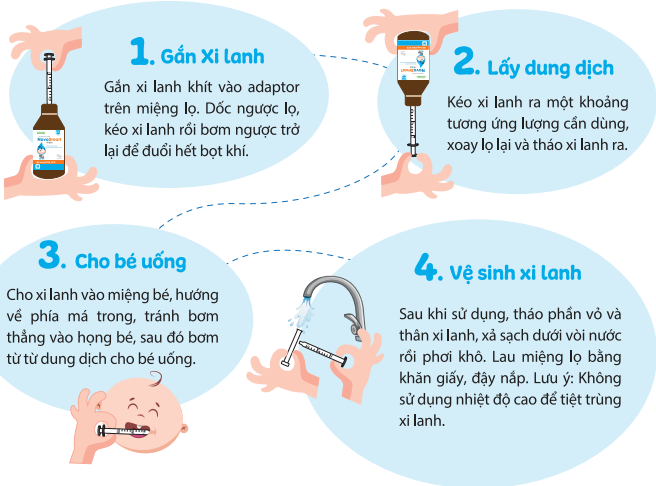 1. Gắn Xi lanh
Gắn xi lanh khít vào adaptor
trên miệng lọ. Dốc ngược lọ,
kéo xi lanh rồi bơm ngược trở
lại để đuổi hết bọt khí.
2. Lấy dung dịch
Kéo xi lanh ra một khoảng
tương ứng lượng cần dùng,
xoay lọ lại và tháo xi lanh ra.
3. Cho bé uống
Cho xi lanh vào miệng bé, hướng
về phía má trong, tránh bơm
thẳng vào họng bé, sau đó bơm
từ từ dung dịch cho bé uống.
4. Vệ sinh xi lanh
Sau khi sử dụng, tháo phần vỏ và
thân xi lanh, xả sạch dưới vòi nước
rồi phơi khô. Lau miệng lọ bằng
khăn giấy, đậy nắp. Lưu ý: Không
sử dụng nhiệt độ cao để tiệt trùng
xi lanh.